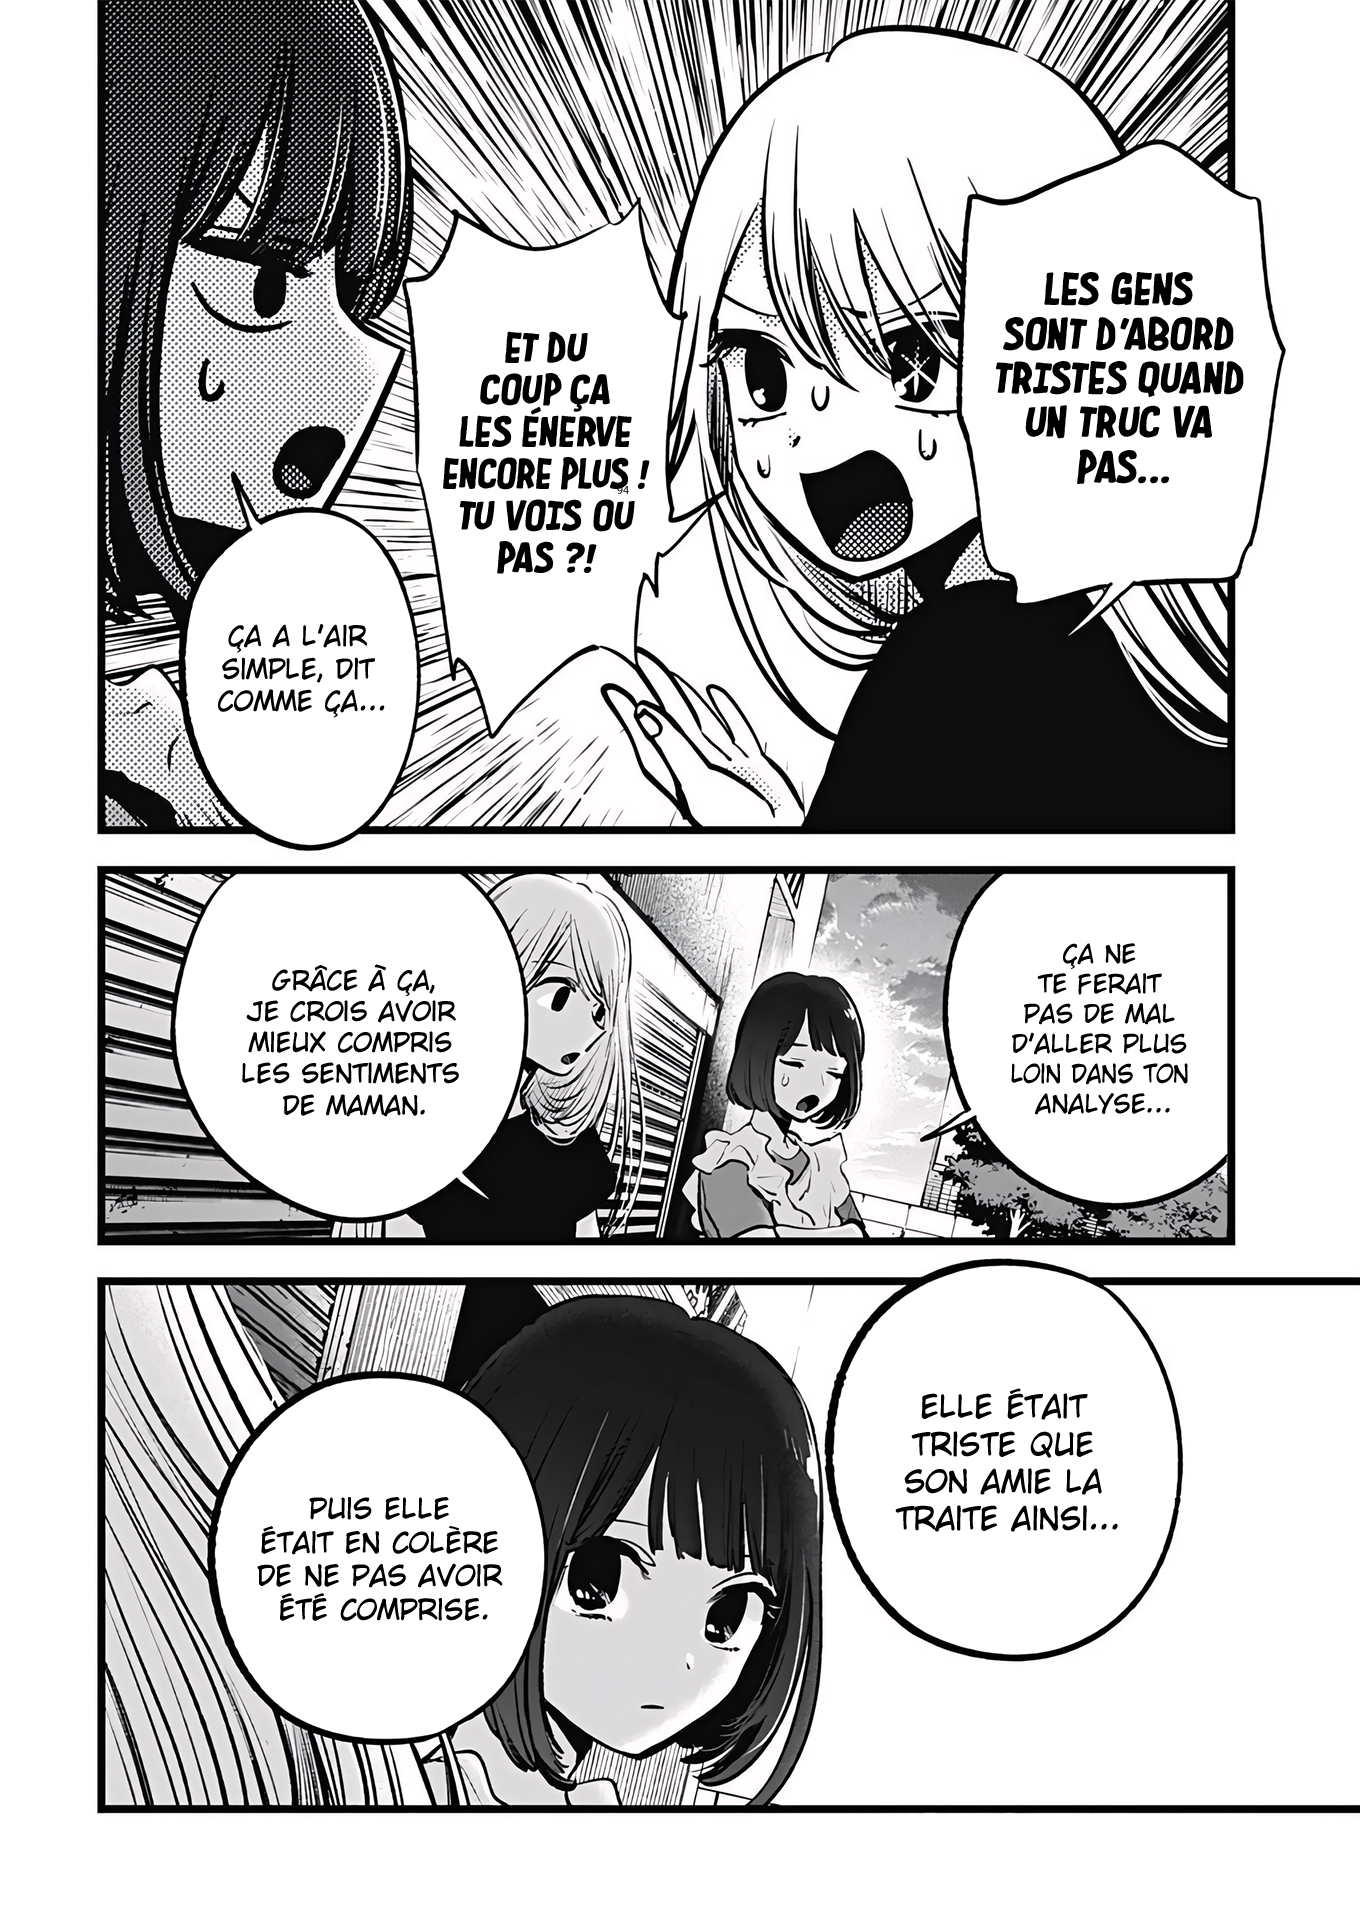 LES GENS
SONT D'ABORD
TRISTES QUAND
UN TRUC VA
PAS...
ET DU
COUP ÇA
LES ÉNERVE
ENCORE PLUS !
94
TU VOIS OU
PAS ?!
ÇA A L'AIR
SIMPLE, DIT
COMME ÇA...
ÇA NE
TE FERAIT
PAS DE MAL
D'ALLER PLUS
LOIN DANS TON
ANALYSE...
GRÂCE À ÇA,
JE CROIS AVOIR
MIEUX COMPRIS
LES SENTIMENTS
DE MAMAN.
ELLE ÉTAIT
TRISTE QUE
SON AMIE LA
TRAITE AINSI...
PUIS ELLE
ÉTAIT EN COLÈRE
DE NE PAS AVOIR
ÉTÉ COMPRISE.